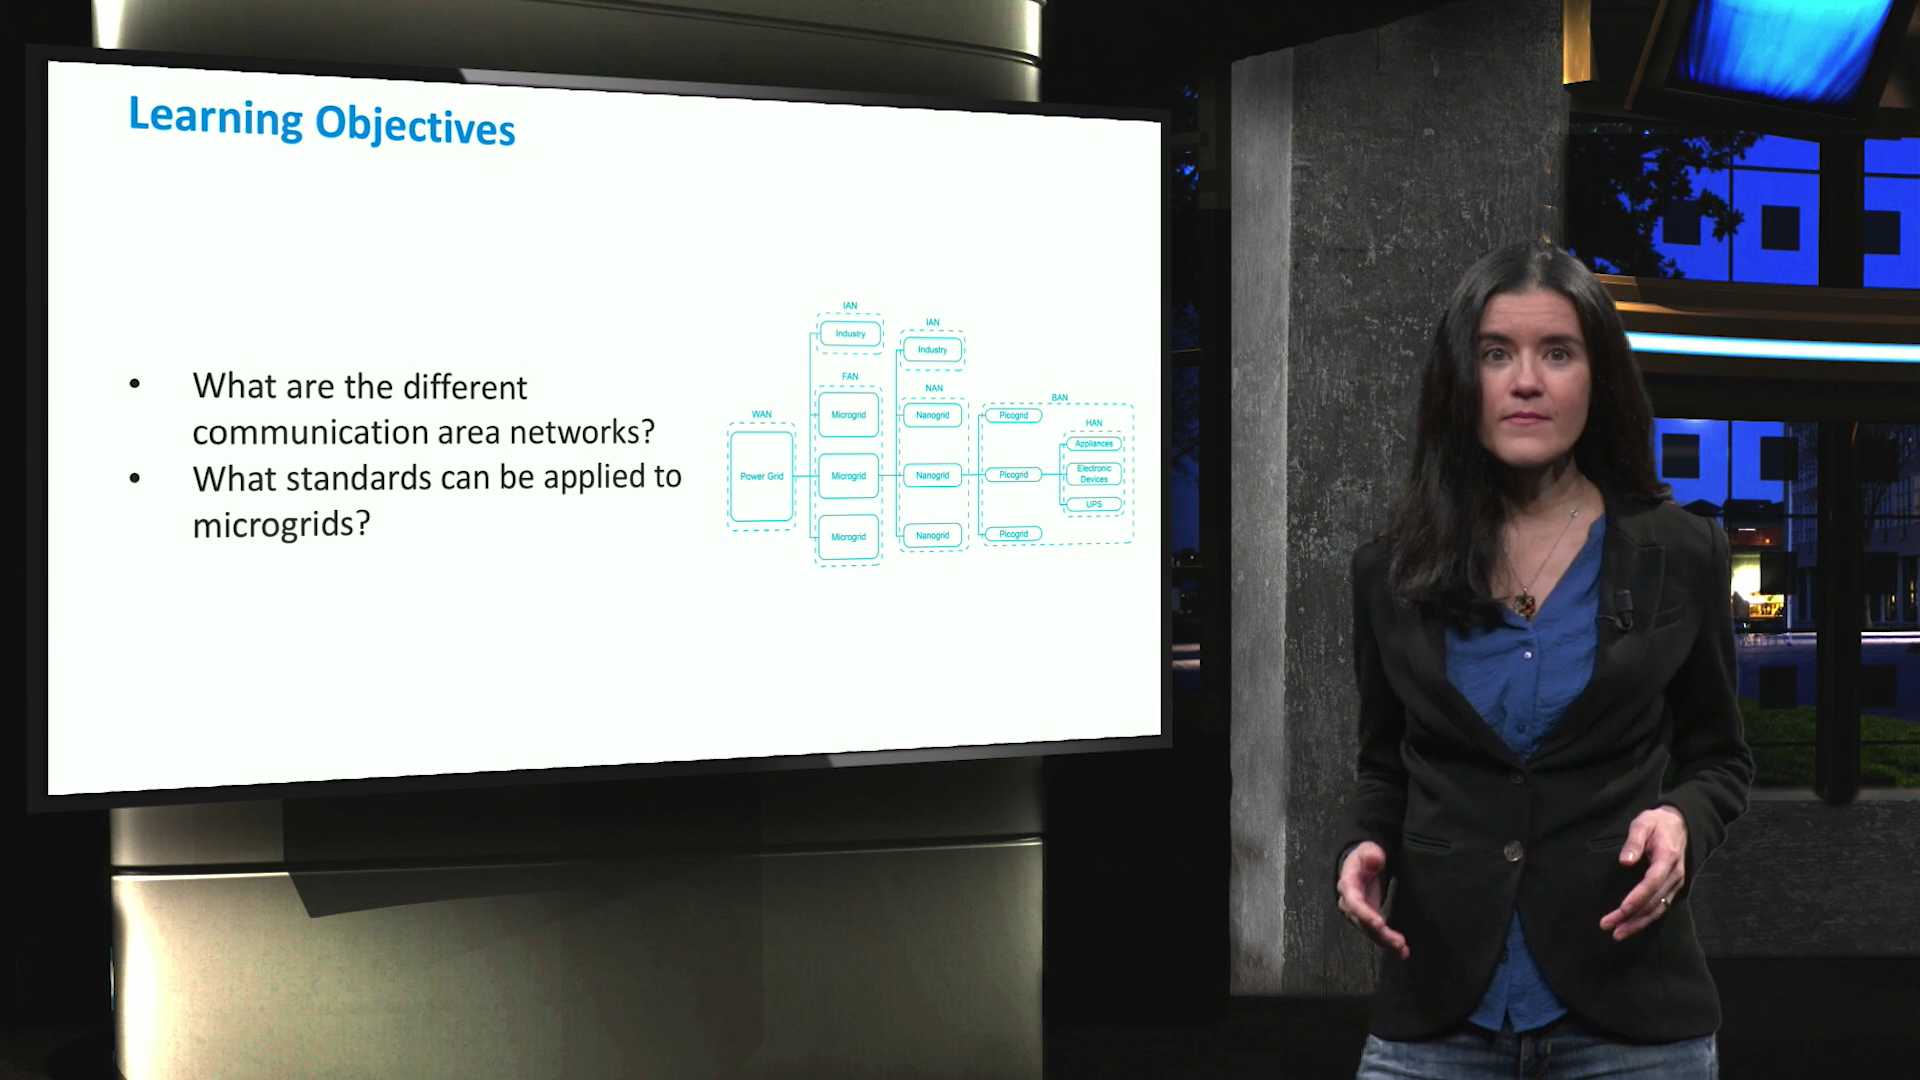 Learning Objectives
• What are the different
communication area networks?
• What standards can be applied to
microgrids?
IAN
Industry
IAN
Industry
FAN
Microgrid
NAN
Nanogrid
BAN
Picogrid
WAN
Power Grid
HAN
Appliances
Microgrid
Nanogrid
Picogrid
Electronic
Devices
UPS
Microgrid
Nanogrid
Picogrid